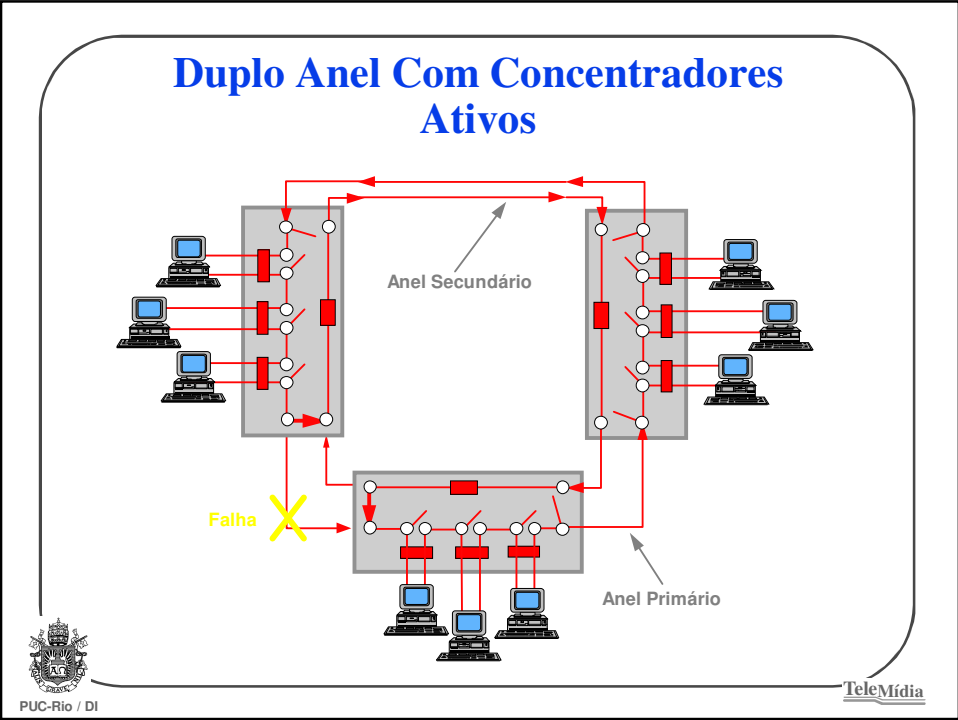 Duplo Anel Com Concentradores
Ativos
Anel Secundário
Falha
Anel Primário
PUC-Rio / DI
TeleMídia